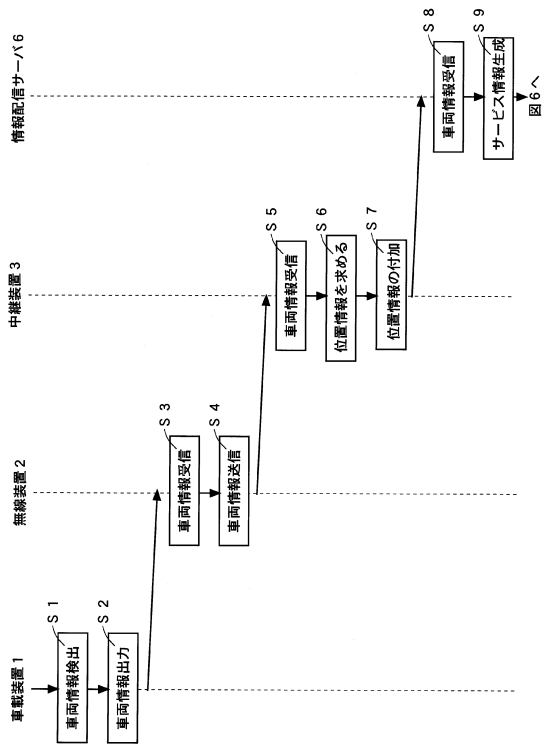 車載装置１
無線装置２
中継装置３
情報配信サーバ６
Ｓ１
車両情報検出
Ｓ２
車両情報出力
Ｓ３
車両情報受信
Ｓ４
車両情報送信
Ｓ５
車両情報受信
Ｓ６
位置情報を求める
Ｓ７
位置情報の付加
Ｓ８
車両情報受信
Ｓ９
サービス情報生成
図６へ